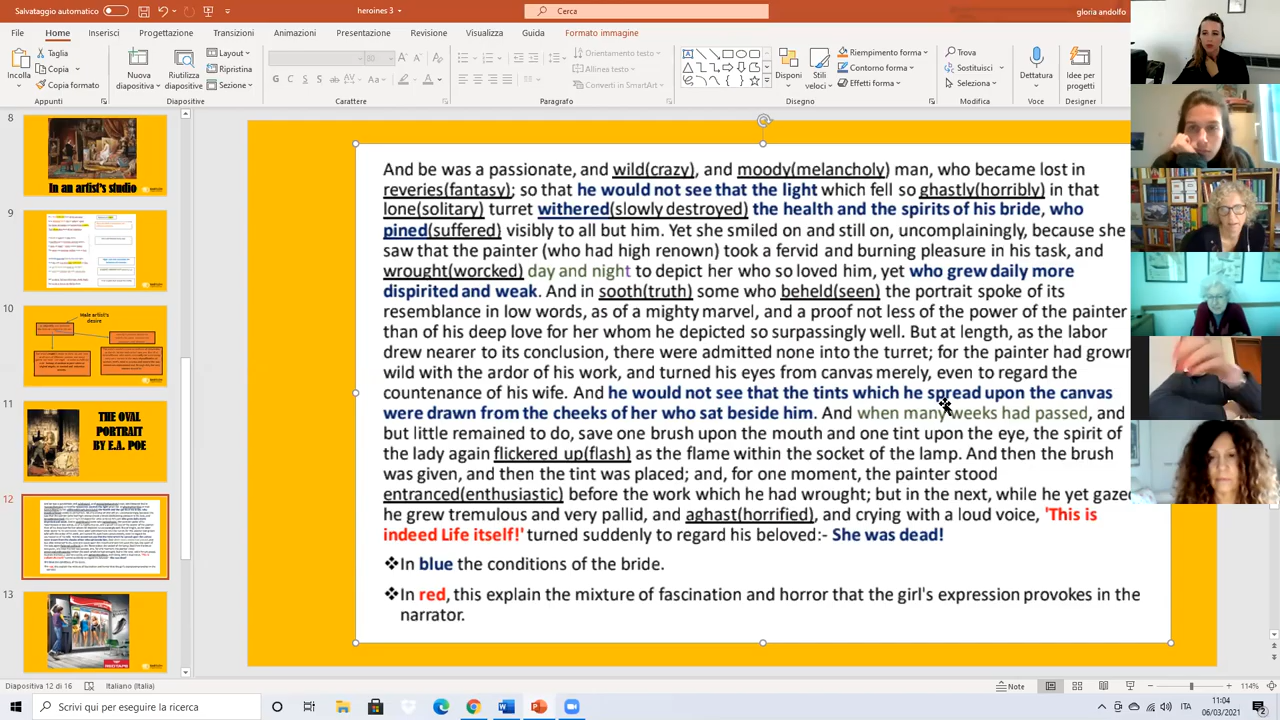 Salvataggio automatico
heroines 3
Cerca
gloria andolfo
File Home Inserisci Progettazione Transizioni Animazioni Presentazione Revisione Visualizza Guida Formato immagine
Incolla
Taglia
Copia
Copia formato
Appunti
Nuova diapositiva
Riutilizza diapositive
Layout
Ripristina
Sezione
Diapositive
Carattere
Orientamento testo
Allinea testo
Converti in SmartArt
Paragrafo
Disponi
Stili veloci
Riempimento forma
Contorno forma
Effetti forma
Disegno
Trova
Sostituisci
Seleziona
Modifica
Dettatura
Voce
Idee per progetti
Designer
8
In an artist's studio
9
10
Male artist's desire
11
THE OVAL
PORTRAIT
BY E.A. POE
12
13
And be was a passionate, and wild(crazy), and moody(melancholy) man, who became lost in
reveries(fantasy); so that he would not see that the light which fell so ghastly(horribly) in that
lone(solitary) turret withered(slowly destroyed) the health and the spirits of his bride, who
pined(suffered) visibly to all but him. Yet she smiled on and still on, uncomplainingly, because she
saw that the painter (who had high renown) took a fervid and burning pleasure in his task, and
wrought(worcked) day and night to depict her who so loved him, yet who grew daily more
dispirited and weak. And in sooth(truth) some who beheld(seen) the portrait spoke of its
resemblance in low words, as of a mighty marvel, and a proof not less of the power of the painter
than of his deep love for her whom he depicted so surpassingly well. But at length, as the labor
drew nearer to its conclusion, there were admitted none into the turret; for the painter had grown
wild with the ardor of his work, and turned his eyes from canvas merely, even to regard the
countenance of his wife. And he would not see that the tints which he spread upon the canvas
were drawn from the cheeks of her who sat beside him. And when many weeks had passed, and
but little remained to do, save one brush upon the mouth and one tint upon the eye, the spirit of
the lady again flickered up(flash) as the flame within the socket of the lamp. And then the brush
was given, and then the tint was placed; and, for one moment, the painter stood
entranced(enthusiastic) before the work which he had wrought; but in the next, while he yet gazed
he grew tremulous and very pallid, and aghast(horrified) and crying with a loud voice, 'This is
indeed Life itself!' turned suddenly to regard his beloved:- she was dead!
❖In blue the conditions of the bride.
❖In red, this explain the mixture of fascination and horror that the girl's expression provokes in the
narrator.
Diapositiva 12 di 16
Italiano (Italia)
Note
114%
Scrivi qui per eseguire la ricerca
ITA
11:04
06/03/2021
2